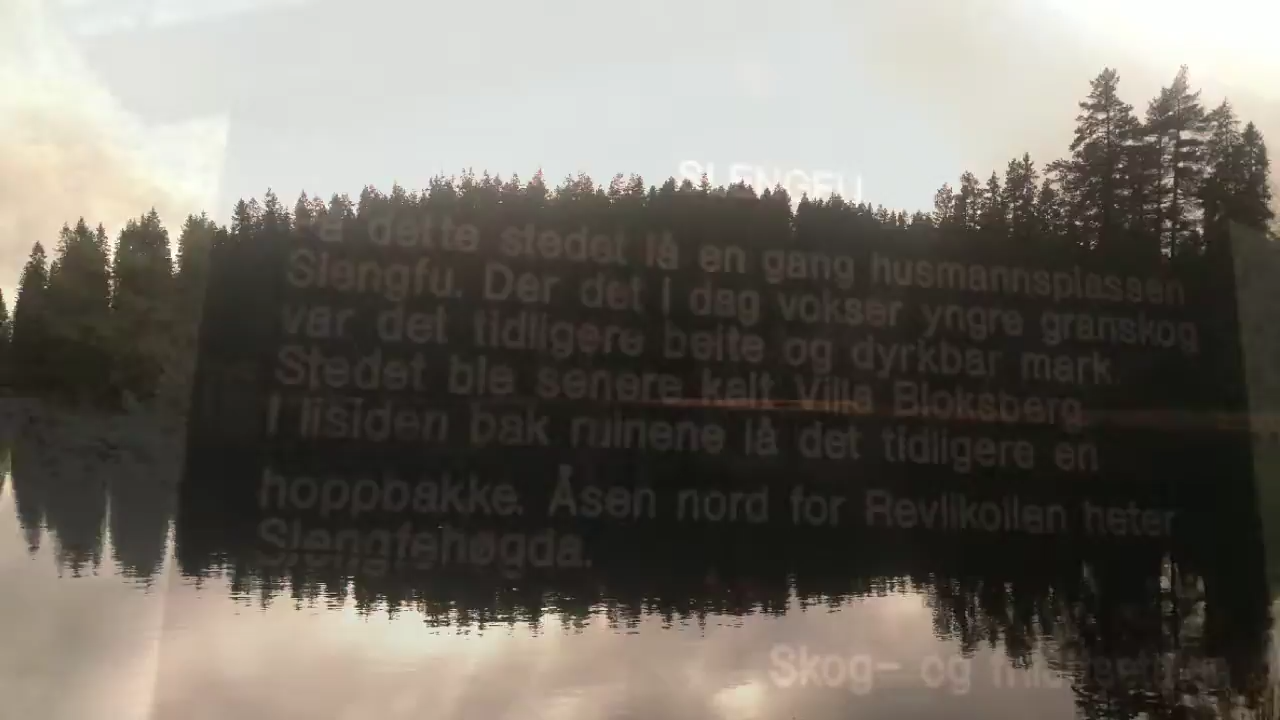 SLENGFU
På dette stedet lå en gang husmannsplassen
Slengfu. Der det i dag vokser yngre granskog
var det tidligere beite og dyrkbar mark.
Stedet ble senere kalt Villa Bloksberg.
I lisiden bak ruinene lå det tidligere en
hoppbakke. Åsen nord for Revlikollen heter
Slengfehøgda.
Skog- og